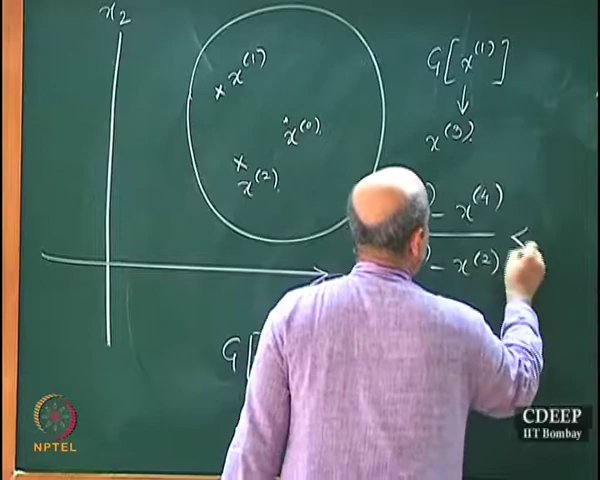 x₂
x x^(1)
G[x^(1)]
↓
x^(0)
x^(3)
x
x^(2)
) - x^(4)
<
) - x^(2)
G[
NPTEL
CDEEP
IIT Bombay